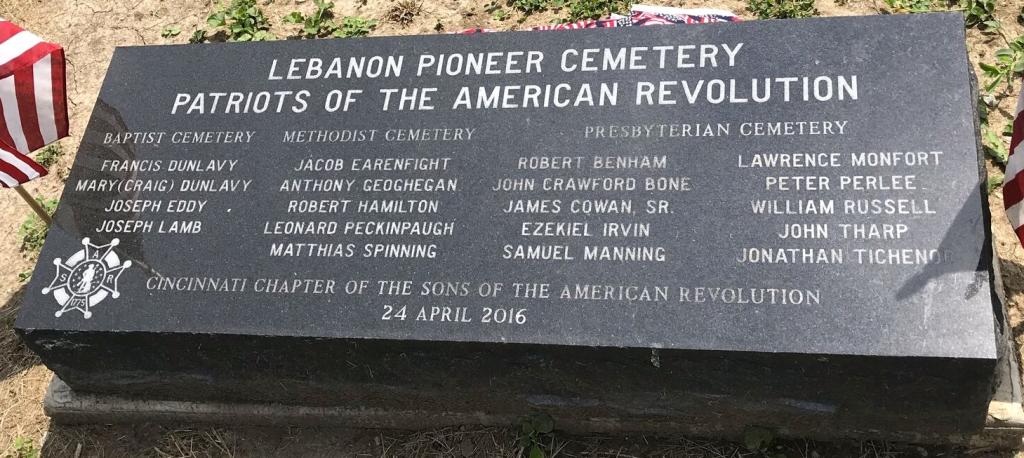 LEBANON PIONEER CEMETERY
PATRIOTS OF THE AMERICAN REVOLUTION
BAPTIST CEMETERY METHODIST CEMETERY PRESBYTERIAN CEMETERY
FRANCIS DUNLAVY JACOB EARENFIGHT ROBERT BENHAM LAWRENCE MONFORT
MARY(CRAIG) DUNLAVY ANTHONY GEOGHEGAN JOHN CRAWFORD BONE PETER PERLEE
JOSEPH EDDY ROBERT HAMILTON JAMES COWAN, SR. WILLIAM RUSSELL
JOSEPH LAMB LEONARD PECKINPAUGH EZEKIEL IRVIN JOHN THARP
MATTHIAS SPINNING SAMUEL MANNING JONATHAN TICHENOR
S A R
1775
CINCINNATI CHAPTER OF THE SONS OF THE AMERICAN REVOLUTION
24 APRIL 2016